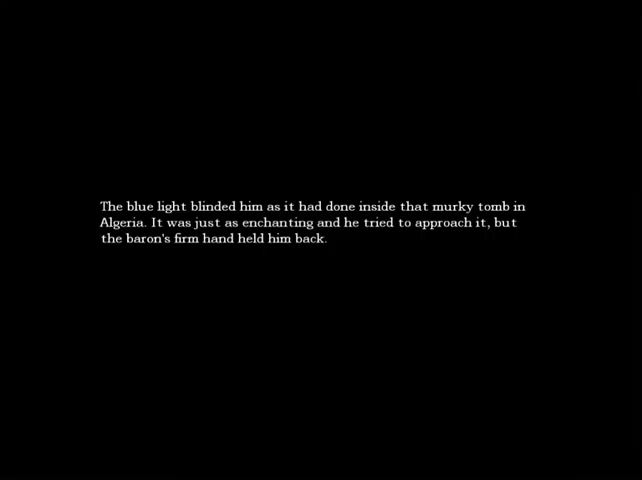 The blue light blinded him as it had done inside that murky tomb in
Algeria. It was just as enchanting and he tried to approach it, but
the baron's firm hand held him back.